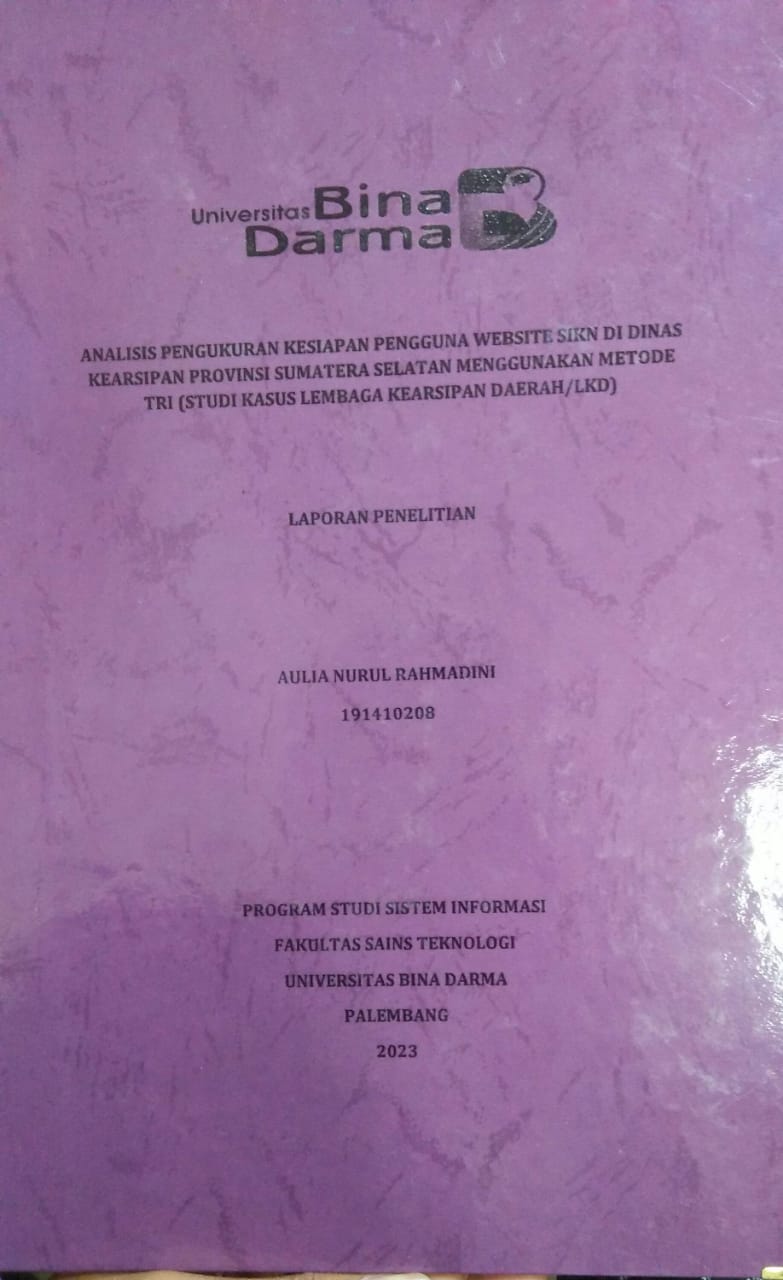 Universitas Bina
Darma
ANALISIS PENGUKURAN KESIAPAN PENGGUNA WEBSITE SIKN DI DINAS
KEARSIPAN PROVINSI SUMATERA SELATAN MENGGUNAKAN METODE
TRI (STUDI KASUS LEMBAGA KEARSIPAN DAERAH/LKD)
LAPORAN PENELITIAN
AULIA NURUL RAHMADINI
191410208
PROGRAM STUDI SISTEM INFORMASI
FAKULTAS SAINS TEKNOLOGI
UNIVERSITAS BINA DARMA
PALEMBANG
2023